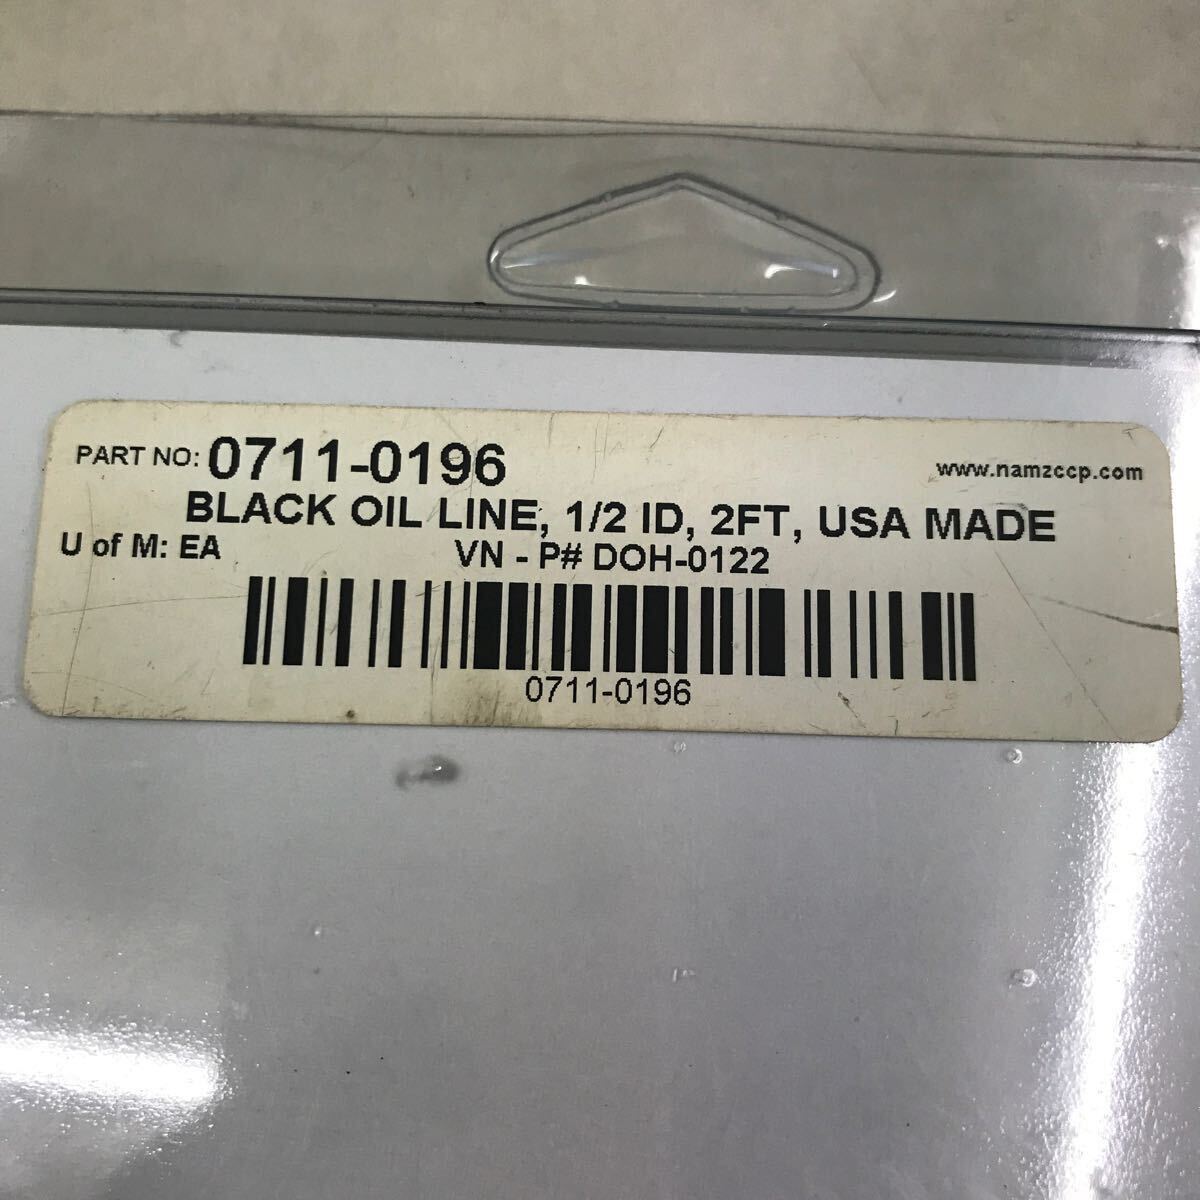 PART NO: 0711-0196
www.namzccp.com
BLACK OIL LINE, 1/2 ID, 2FT, USA MADE
U of M: EA
VN - P# DOH-0122
0711-0196